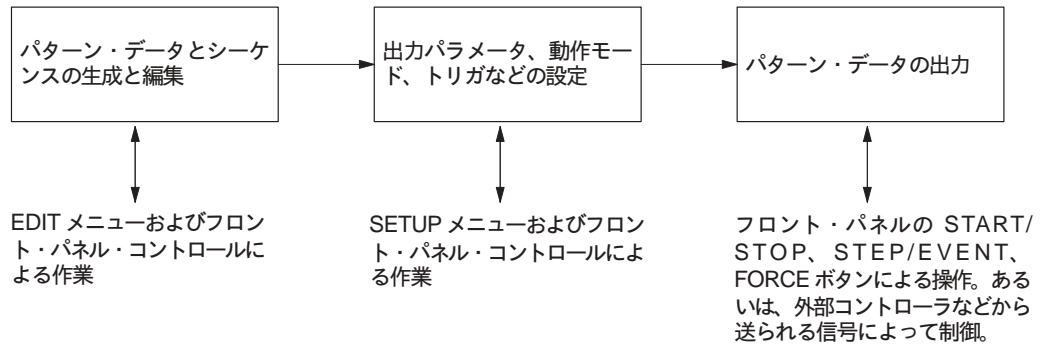 パターン・データとシーケ
ンスの生成と編集
出力パラメータ、動作モー
ド、トリガなどの設定
パターン・データの出力
EDIT メニューおよびフロン
ト・パネル・コントロールに
よる作業
SETUP メニューおよびフロン
ト・パネル・コントロールによ
る作業
フロント・パネルの START/
STOP、STEP/EVENT、
FORCE ボタンによる操作。ある
いは、外部コントローラなどから
送られる信号によって制御。